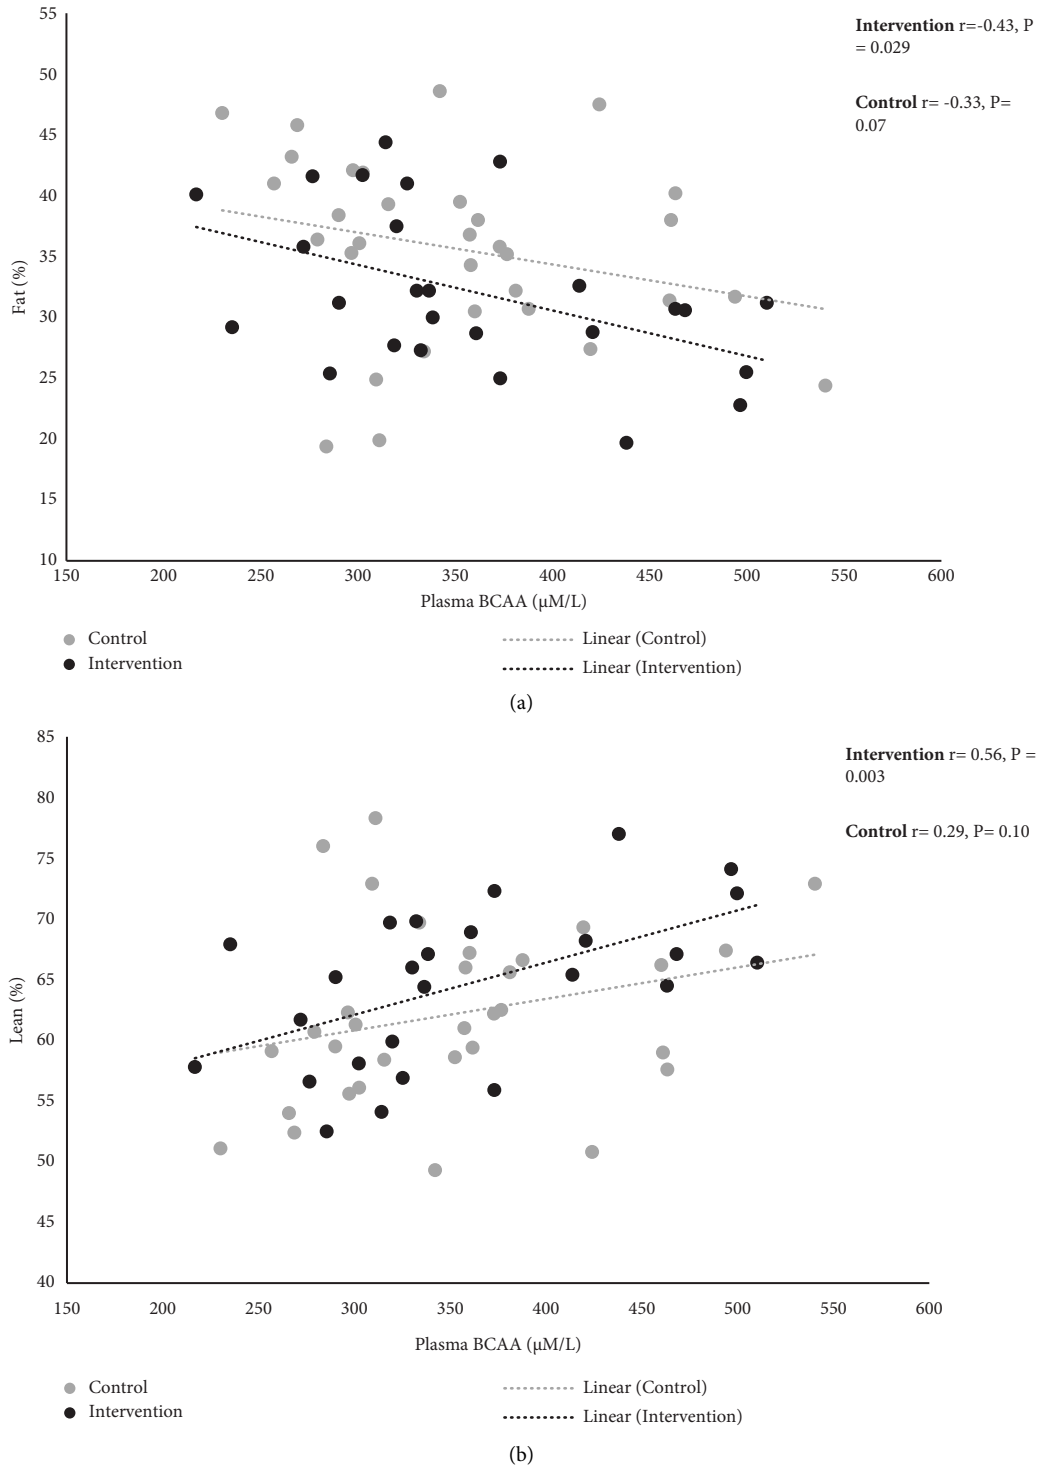 55
50
45
40
35
30
25
20
15
10
Fat (%)
Intervention r=-0.43, P
= 0.029
Control r= -0.33, P=
0.07
150 200 250 300 350 400 450 500 550 600
Plasma BCAA (μM/L)
Control
Intervention
Linear (Control)
Linear (Intervention)
(a)
85
80
75
70
65
60
55
50
45
40
Lean (%)
Intervention r= 0.56, P =
0.003
Control r= 0.29, P= 0.10
150 200 250 300 350 400 450 500 550 600
Plasma BCAA (μM/L)
Control
Intervention
Linear (Control)
Linear (Intervention)
(b)